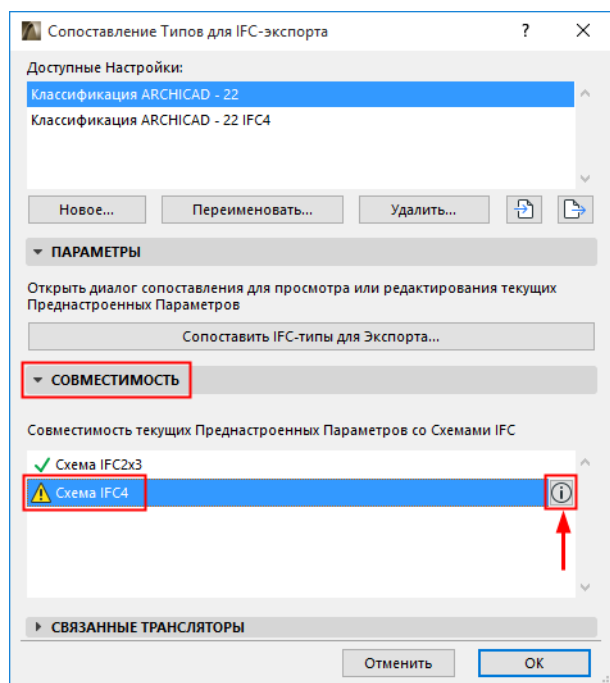 Сопоставление Типов для IFC-экспорта
?
Доступные Настройки:
Классификация ARCHICAD - 22
Классификация ARCHICAD - 22 IFC4
Новое...
Переименовать...
Удалить...
ПАРАМЕТРЫ
Открыть диалог сопоставления для просмотра или редактирования текущих
Преднастроенных Параметров
Сопоставить IFC-типы для Экспорта...
СОВМЕСТИМОСТЬ
Совместимость текущих Преднастроенных Параметров со Схемами IFC
Схема IFC2x3
Схема IFC4
СВЯЗАННЫЕ ТРАНСЛЯТОРЫ
Отменить
ОК